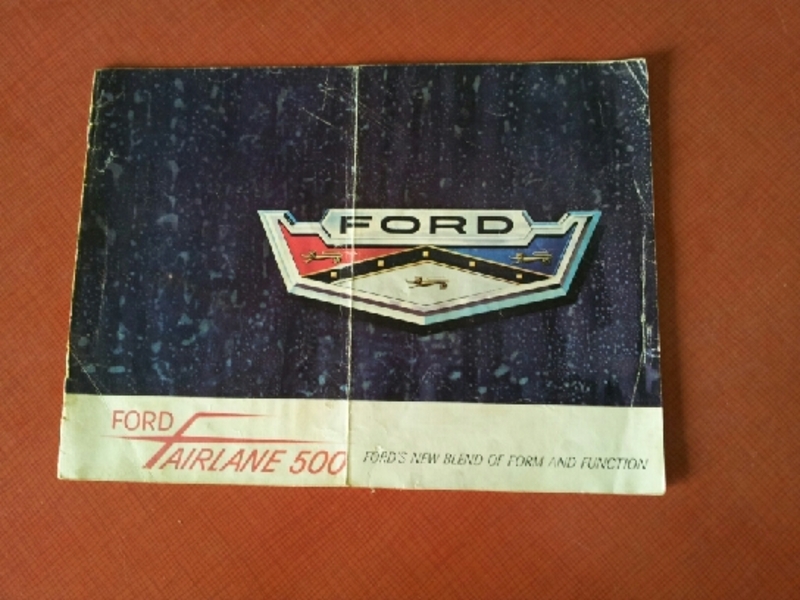 FORD
FORD
FAIRLANE 500
FORD'S NEW BLEND OF FORM AND FUNCTION